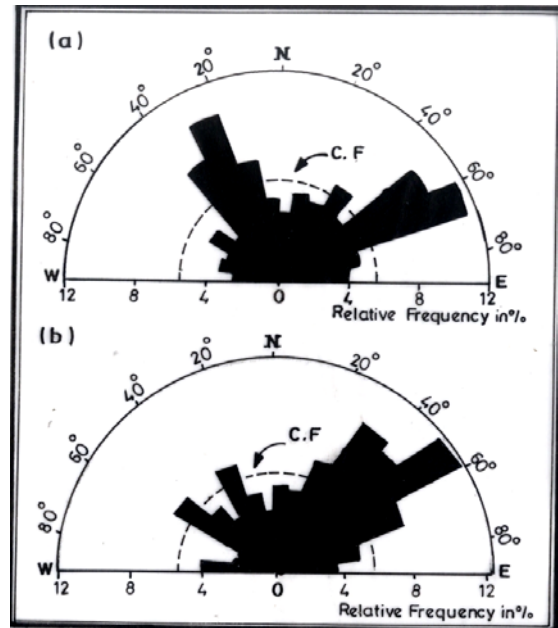 (a)
N
20° 20°
40° 40°
C.F
60° 60°
80° 80°
W E
12 8 4 0 4 8 12
Relative Frequency in%
(b)
N
20° 20°
40° 40°
C.F
60° 60°
80° 80°
W E
12 8 4 0 4 8 12
Relative Frequency in%